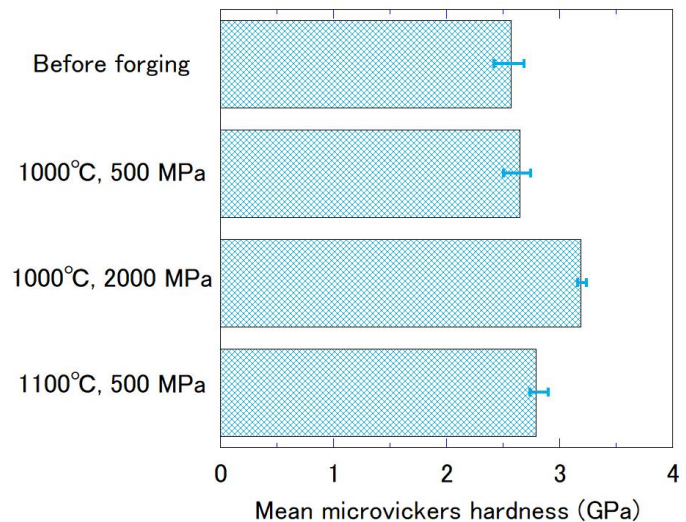 Before forging
1000℃, 500 MPa
1000℃, 2000 MPa
1100℃, 500 MPa
0 1 2 3 4
Mean microvickers hardness (GPa)